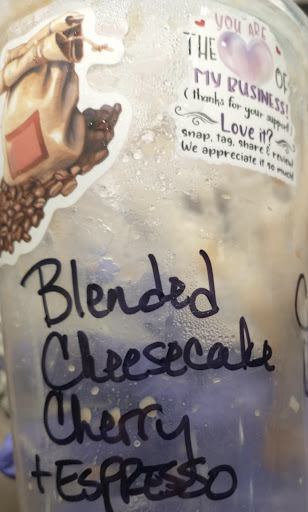 YOU ARE
THE OF
MY BUSINESS!
(thanks for your support)
Love it?
snap, tag, share & review
We appreciate it so much!
Blended
Cheesecake
Cherry
+ ESPRESSO